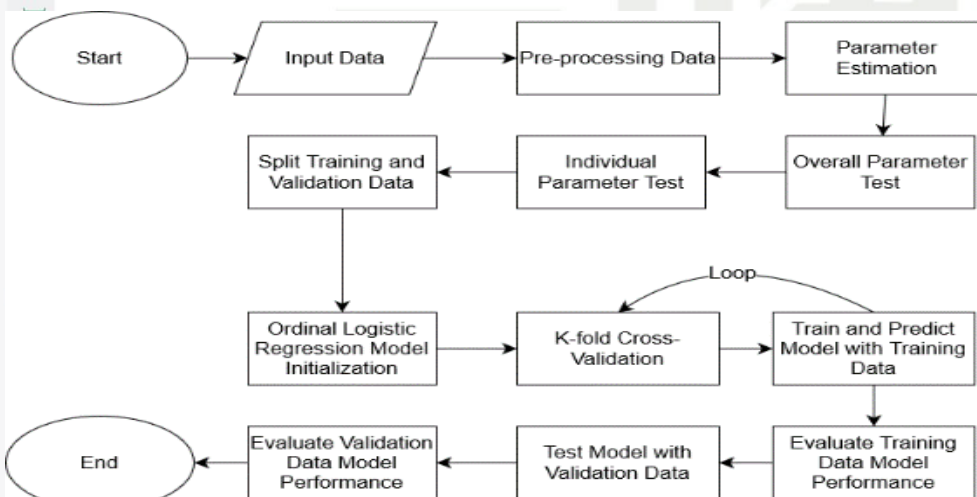 Start
Input Data
Pre-processing Data
Parameter
Estimation
Overall Parameter
Test
Individual
Parameter Test
Split Training and
Validation Data
Ordinal Logistic
Regression Model
Initialization
K-fold Cross-
Validation
Loop
Train and Predict
Model with Training
Data
Evaluate Training
Data Model
Performance
Test Model with
Validation Data
Evaluate Validation
Data Model
Performance
End